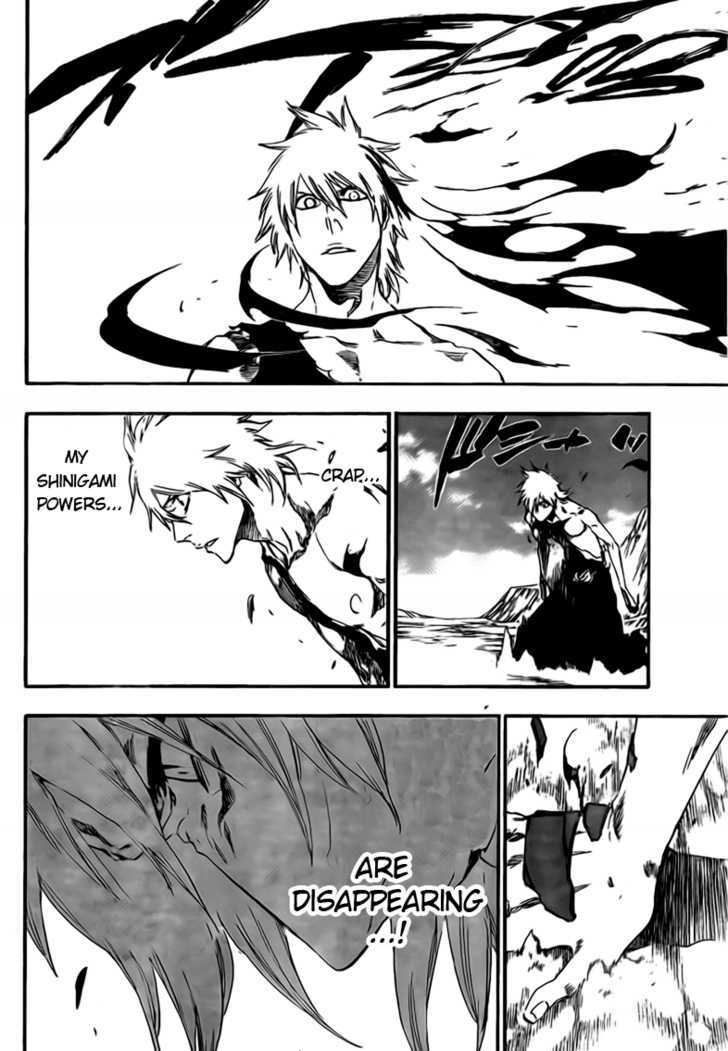 CRAP...
MY
SHINIGAMI
POWERS...
ARE
DISAPPEARING
...!